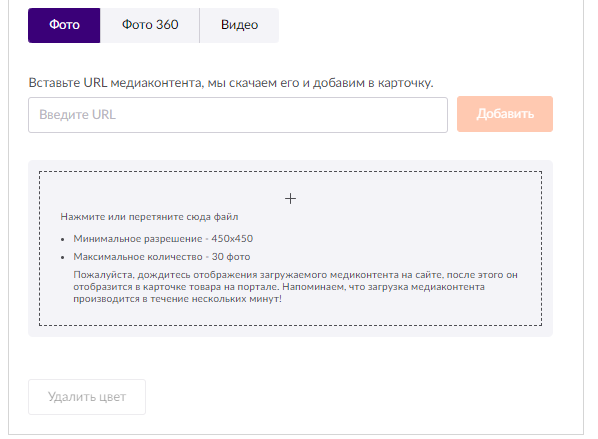 Фото Фото 360 Видео
Вставьте URL медиаконтента, мы скачаем его и добавим в карточку.
Введите URL Добавить
Нажмите или перетяните сюда файл
• Минимальное разрешение - 450x450
• Максимальное количество - 30 фото
Пожалуйста, дождитесь отображения загружаемого медиконтента на сайте, после этого он
отобразится в карточке товара на портале. Напоминаем, что загрузка медиаконтента
производится в течение нескольких минут!
Удалить цвет